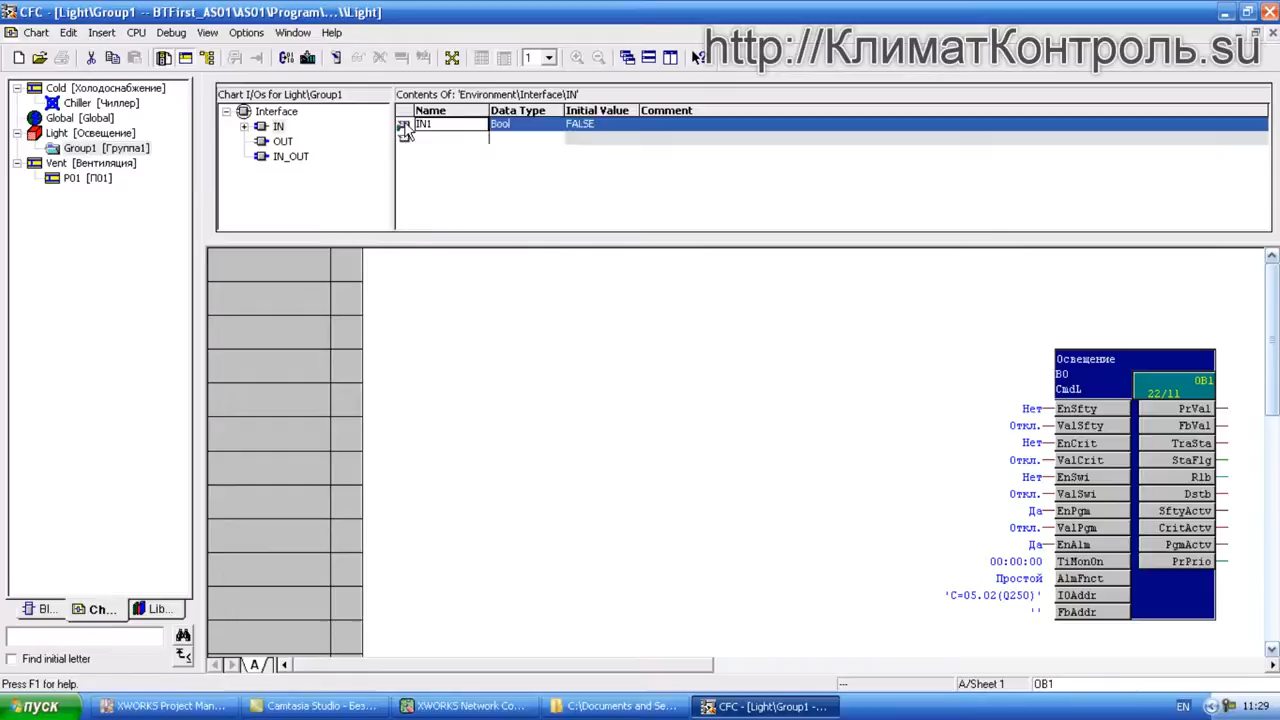 CFC - [Light\Group1 -- BTFirst_AS01\AS01\Program\...\\Light]
Chart Edit Insert CPU Debug View Options Window Help
http://КлиматКонтроль.su
1
Cold [Холодоснабжение]
Chiller [Чиллер]
Global [Global]
Light [Освещение]
Group1 [Группа1]
Vent [Вентиляция]
P01 [П01]
Bl...
Ch...
Lib...
Find initial letter
Chart I/Os for Light\Group1
Interface
IN
OUT
IN_OUT
Contents Of: 'Environment\Interface\IN'
Name Data Type Initial Value Comment
IN1 Bool FALSE
Освещение
BO
CmdL
OB1
22/11
Нет EnSfty PrVal
Откл. ValSfty FbVal
Нет EnCrit TraSta
Откл. ValCrit StaFlg
Нет EnSwi Rlb
Откл. ValSwi Dstb
Да EnPgm SftyActv
Откл. ValPgm CritActv
Да EnAlm PgmActv
00:00:00 TiMonOn PrPrio
Простой AlmFnct
'C=05.02(Q250)' IOAddr
'' FbAddr
A
Press F1 for help.
--- A/Sheet 1 OB1
пуск
XWORKS Project Man...
Camtasia Studio - Без...
XWORKS Network Co...
C:\Documents and Se...
CFC - [Light\Group1 -...
EN
11:29